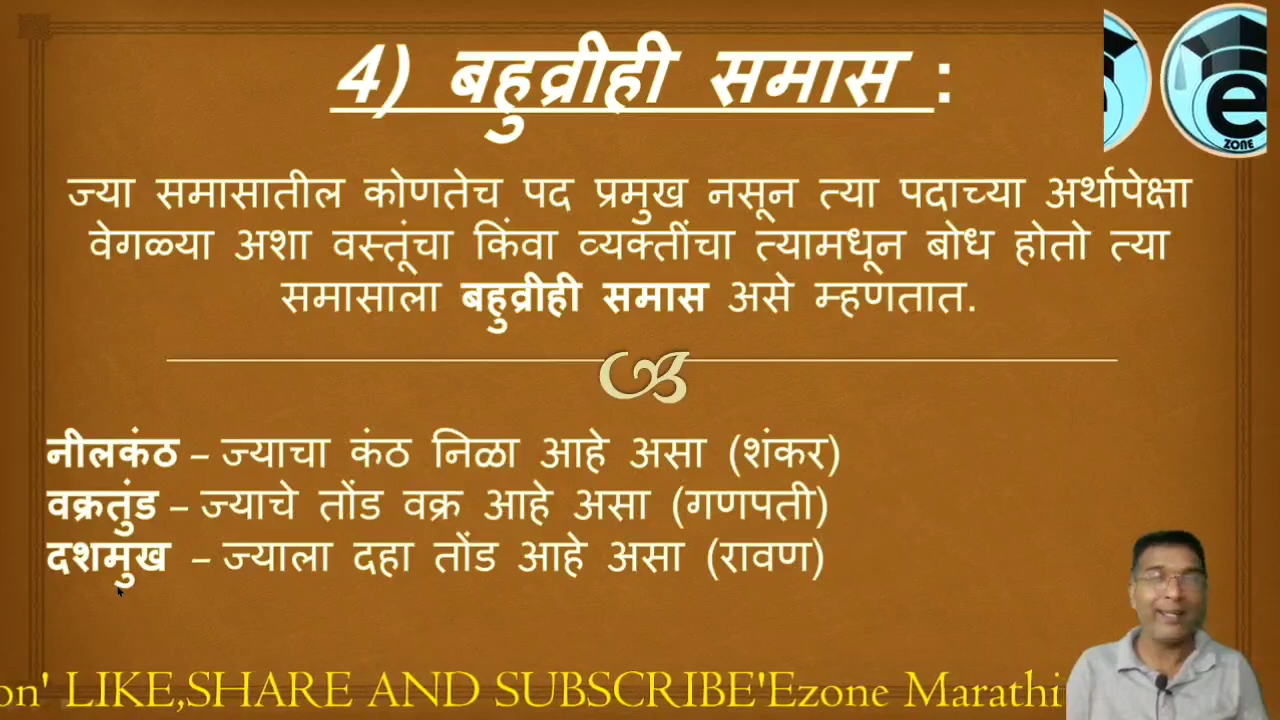 4) बहुव्रीही समास :
e
ZONE
ज्या समासातील कोणतेच पद प्रमुख नसून त्या पदाच्या अर्थापेक्षा
वेगळ्या अशा वस्तूंचा किंवा व्यक्तींचा त्यामधून बोध होतो त्या
समासाला बहुव्रीही समास असे म्हणतात.
नीलकंठ – ज्याचा कंठ निळा आहे असा (शंकर)
वक्रतुंड – ज्याचे तोंड वक्र आहे असा (गणपती)
दशमुख – ज्याला दहा तोंड आहे असा (रावण)
on' LIKE,SHARE AND SUBSCRIBE'Ezone Marathi